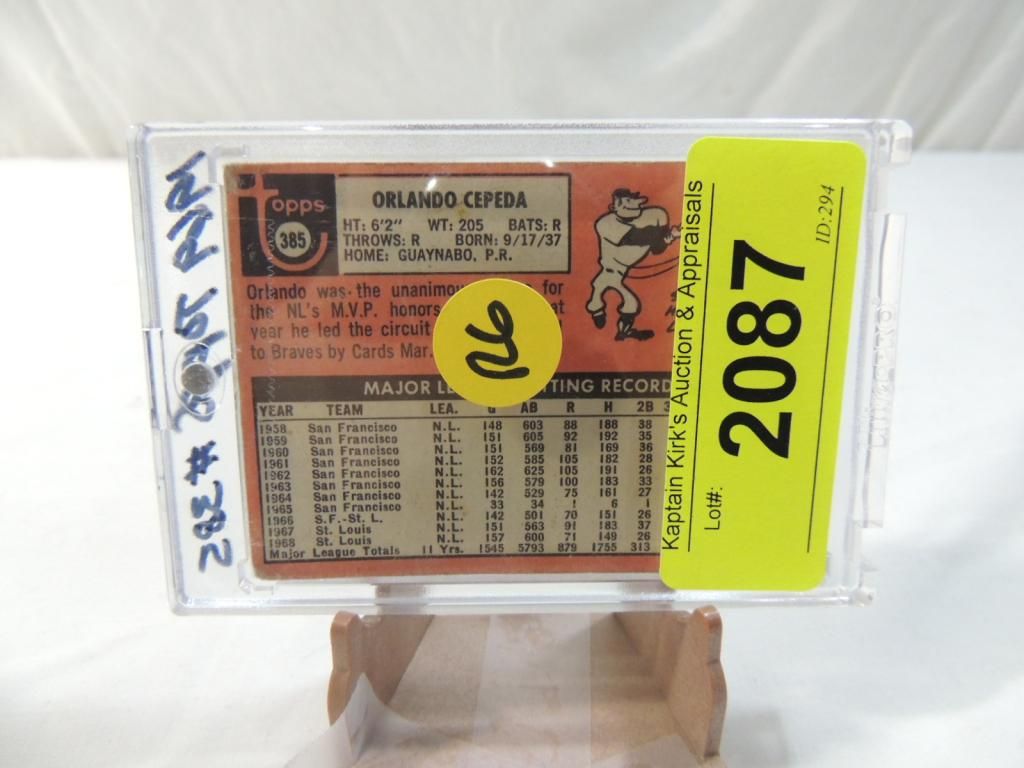 Topps
385
ORLANDO CEPEDA
HT: 6'2" WT: 205 BATS: R
THROWS: R BORN: 9/17/37
HOME: GUAYNABO, P.R.
Orlando was the unanimou for
the NL's M.V.P. honors at
year he led the circuit
to Braves by Cards Mar.
MAJOR LE TTING RECORD
YEAR TEAM LEA. G AB R H 2B 3
1958 San Francisco N.L. 148 603 88 188 38
1959 San Francisco N.L. 151 605 92 192 35
1960 San Francisco N.L. 151 569 81 169 36
1961 San Francisco N.L. 152 585 105 182 28
1962 San Francisco N.L. 162 625 105 191 26
1963 San Francisco N.L. 156 579 100 183 33
1964 San Francisco N.L. 142 529 75 161 27
1965 San Francisco N.L. 33 34 1 6 1
1966 S.F.-St. L. N.L. 142 501 70 151 26
1967 St. Louis N.L. 151 563 91 183 37
1968 St. Louis N.L. 157 600 71 149 26
Major League Totals 11 Yrs. 1545 5793 879 1755 313
R6
Kaptain Kirk's Auction & Appraisals
Lot#:
2087
ID:294
282#